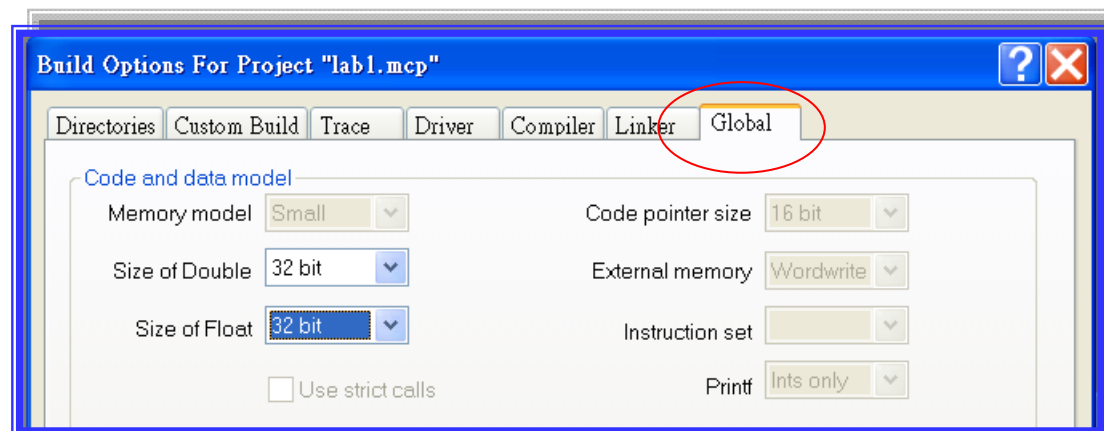 Build Options For Project "lab1.mcp"
Directories Custom Build Trace Driver Compiler Linker Global
Code and data model
Memory model Small Code pointer size 16 bit
Size of Double 32 bit External memory Wordwrite
Size of Float 32 bit Instruction set
Use strict calls Printf Ints only